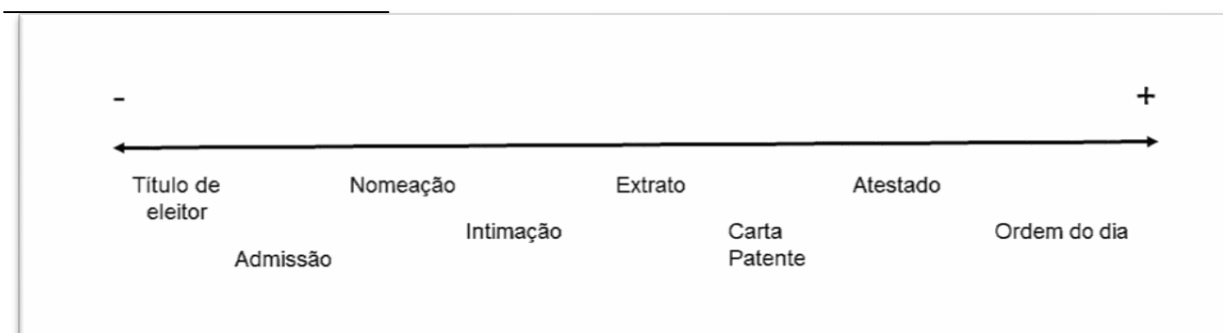 - +
Título de
eleitor
Nomeação
Extrato
Atestado
Admissão
Intimação
Carta
Patente
Ordem do dia